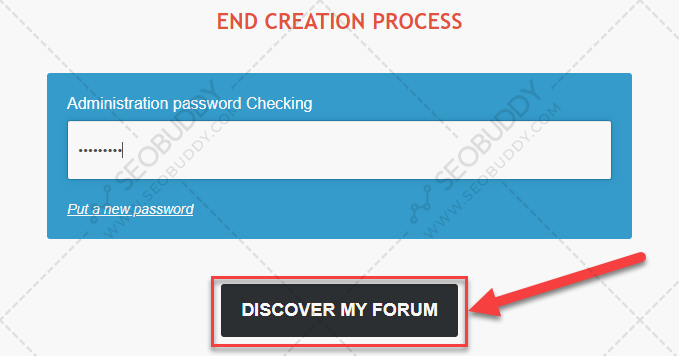 END CREATION PROCESS
Administration password Checking
•••••••••
Put a new password
DISCOVER MY FORUM
SEOBUDDY
WWW.SEOBUDDY.COM
SEOBUDDY
WWW.SEOBUDDY.COM